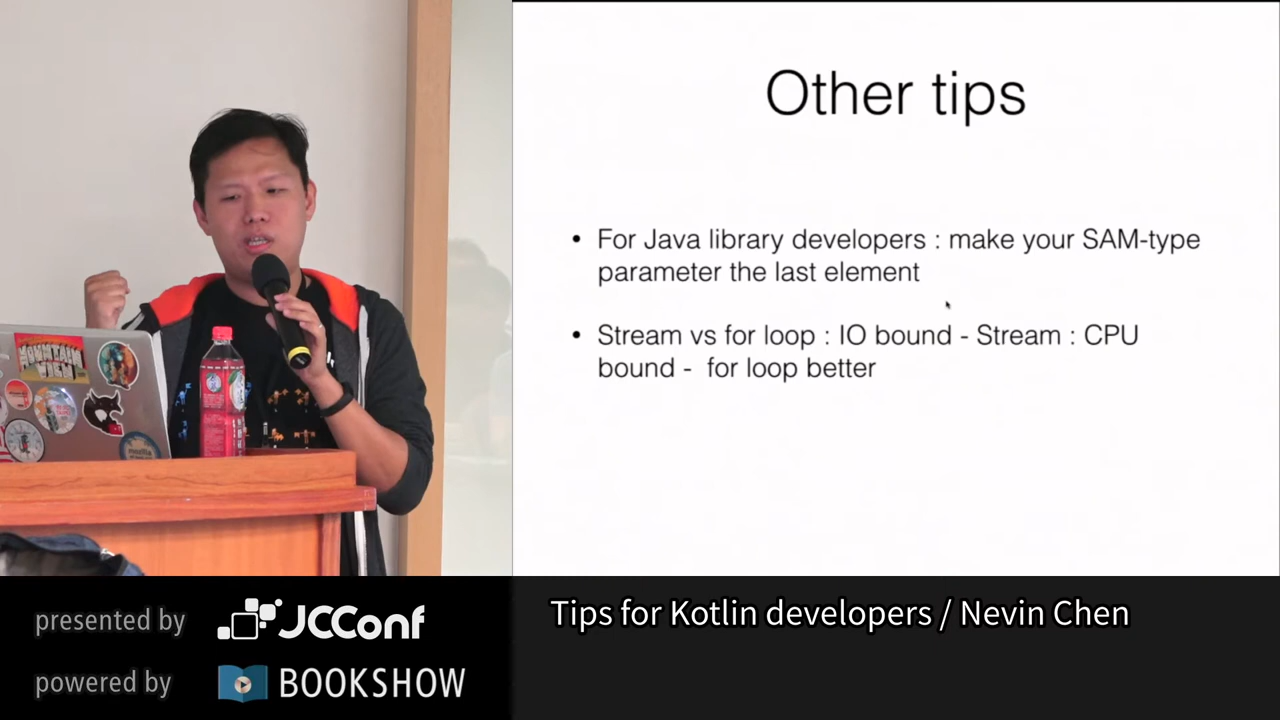 Other tips
• For Java library developers : make your SAM-type
parameter the last element
• Stream vs for loop : IO bound - Stream : CPU
bound - for loop better
MOUNTAIN
VIEW
presented by JCConf
powered by BOOKSHOW
Tips for Kotlin developers / Nevin Chen